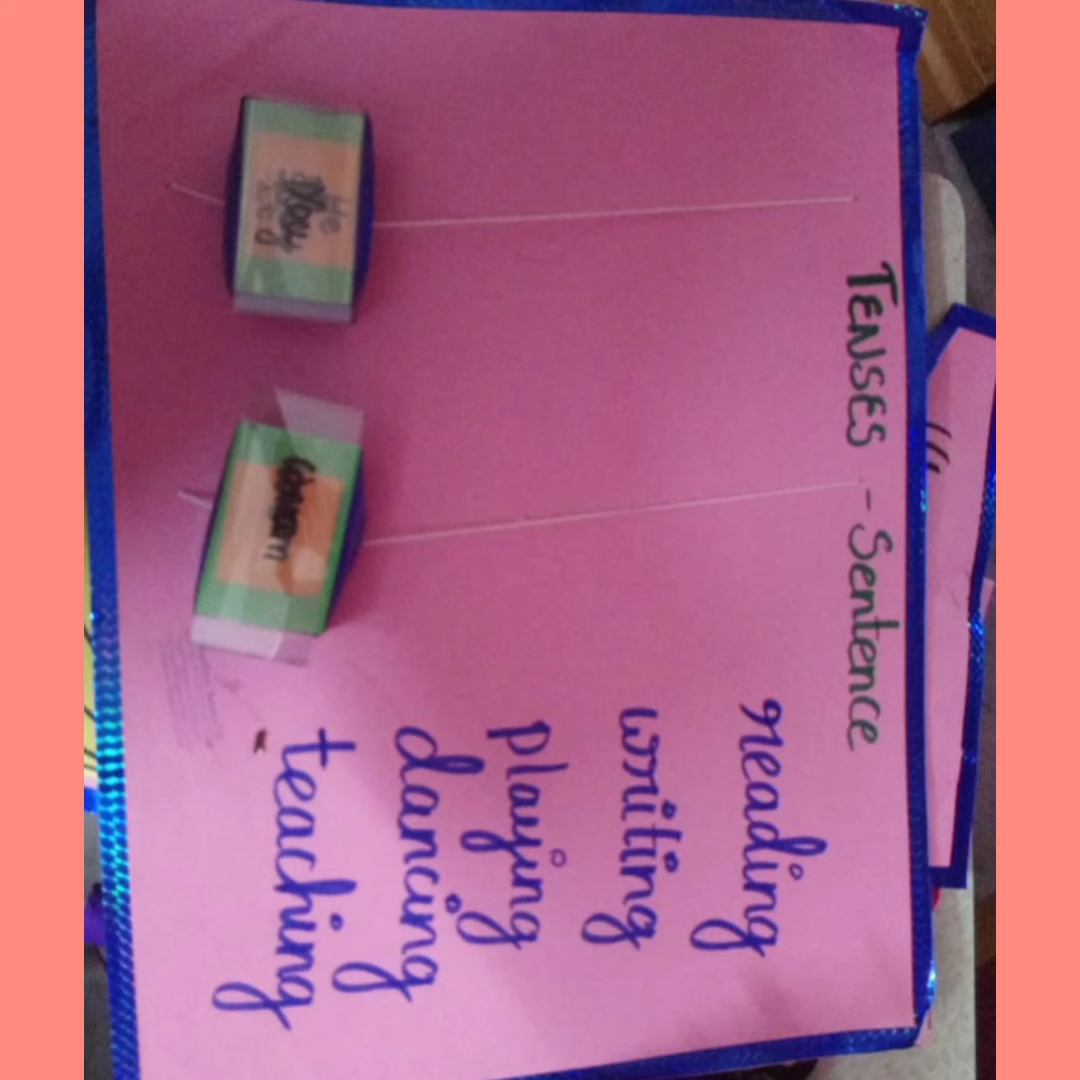 TENSES - Sentence
reading
writing
playing
dancing
teaching